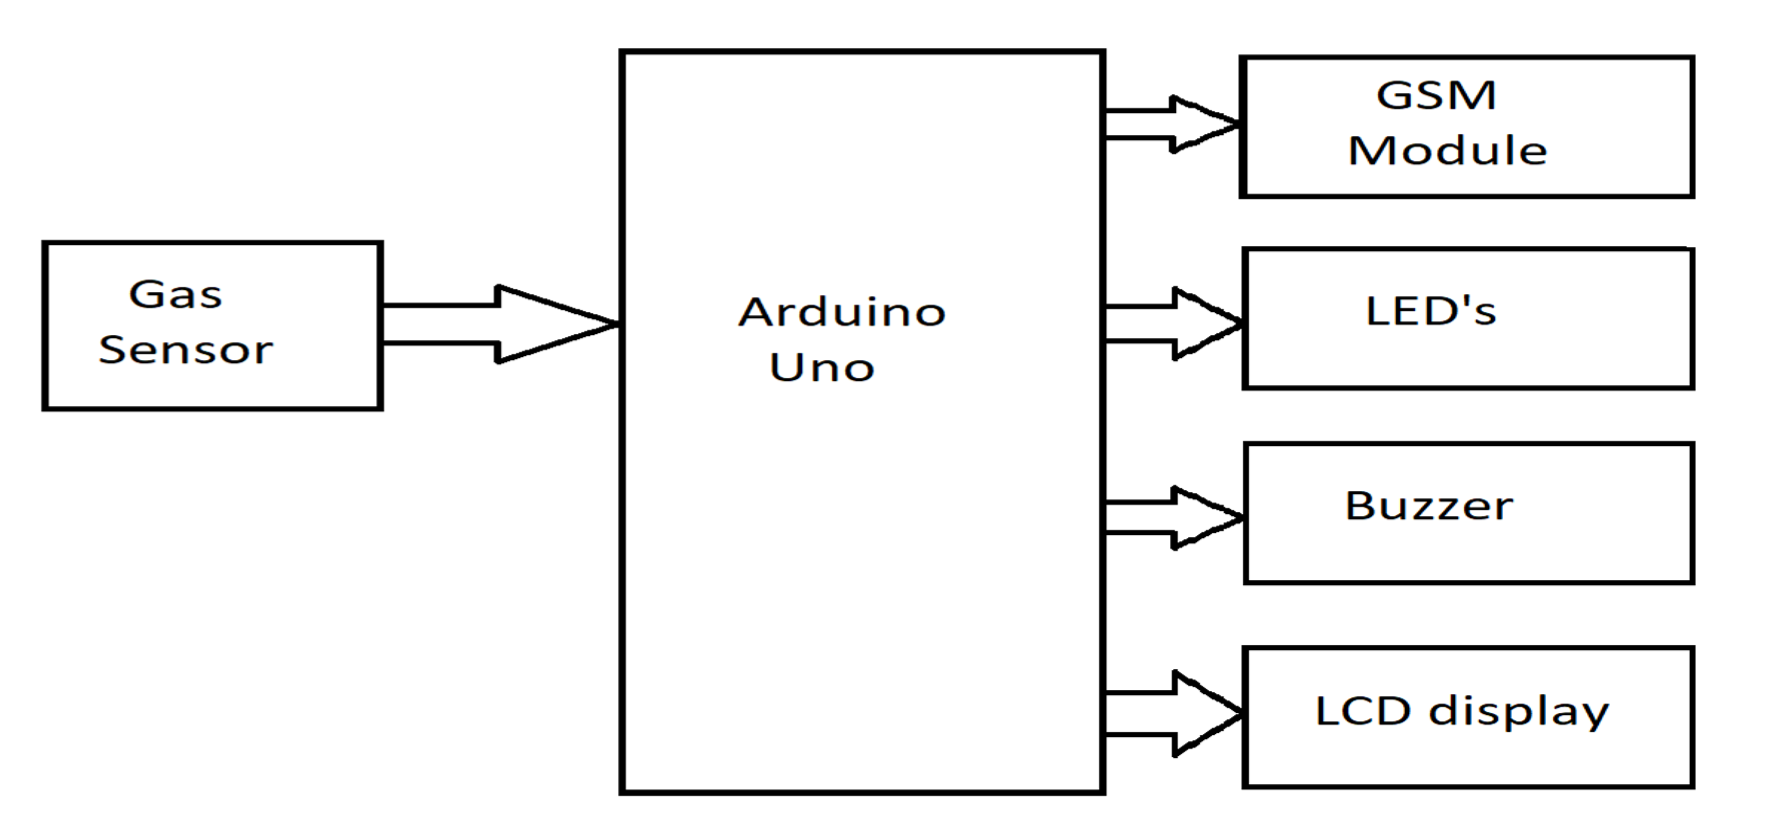 Gas
Sensor
Arduino
Uno
GSM
Module
LED's
Buzzer
LCD display